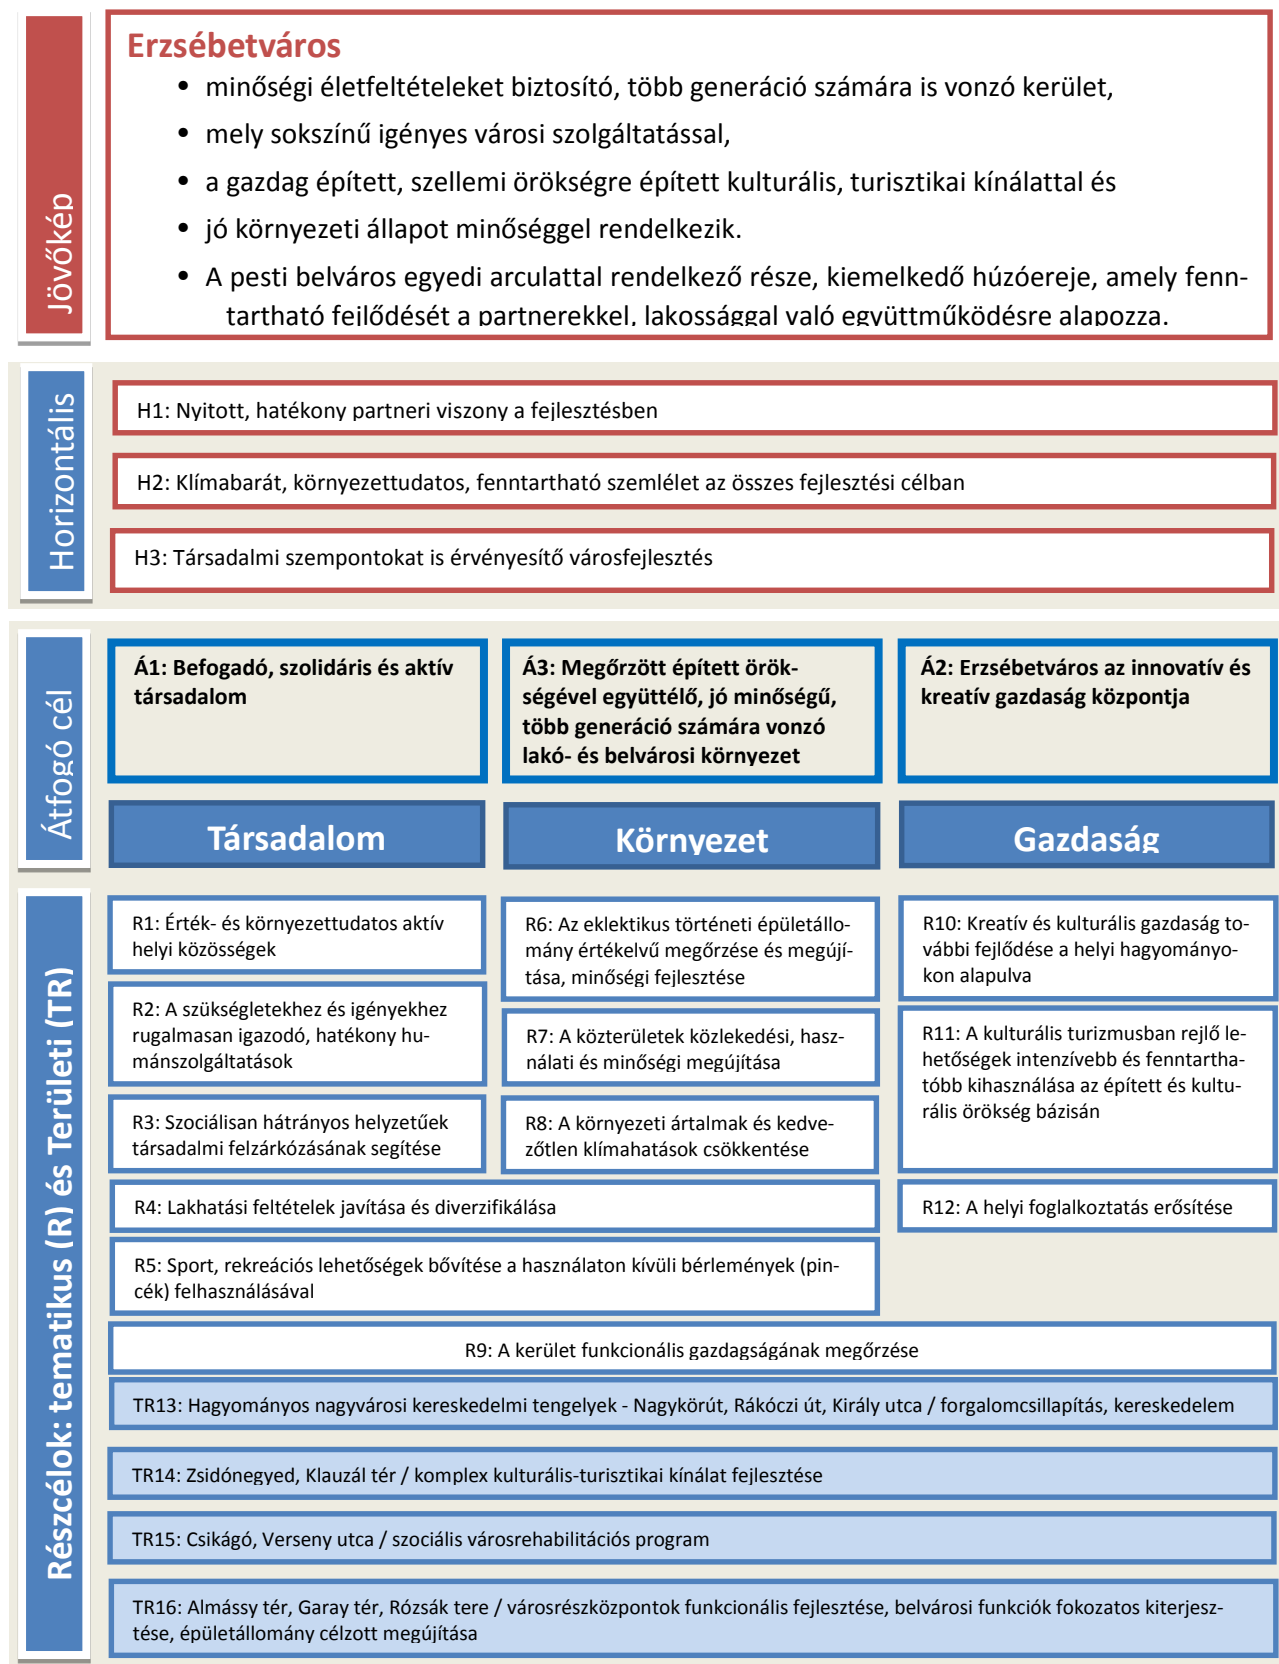 Jövőkép
Erzsébetváros
• minőségi életfeltételeket biztosító, több generáció számára is vonzó kerület,
• mely sokszínű igényes városi szolgáltatással,
• a gazdag épített, szellemi örökségre épített kulturális, turisztikai kínálattal és
• jó környezeti állapot minőséggel rendelkezik.
• A pesti belváros egyedi arculattal rendelkező része, kiemelkedő húzóereje, amely fenn-
tartható fejlődését a partnerekkel, lakossággal való együttműködésre alapozza.
Horizontális
H1: Nyitott, hatékony partneri viszony a fejlesztésben
H2: Klímabarát, környezettudatos, fenntartható szemlélet az összes fejlesztési célban
H3: Társadalmi szempontokat is érvényesítő városfejlesztés
Átfogó cél
Á1: Befogadó, szolidáris és aktív
társadalom
Á3: Megőrzött épített örök-
ségével együttélő, jó minőségű,
több generáció számára vonzó
lakó- és belvárosi környezet
Á2: Erzsébetváros az innovatív és
kreatív gazdaság központja
Társadalom
Környezet
Gazdaság
Részcélok: tematikus (R) és Területi (TR)
R1: Érték- és környezettudatos aktív
helyi közösségek
R2: A szükségletekhez és igényekhez
rugalmasan igazodó, hatékony hu-
mánszolgáltatások
R3: Szociálisan hátrányos helyzetűek
társadalmi felzárkózásának segítése
R6: Az eklektikus történeti épületállo-
mány értékelvű megőrzése és megújí-
tása, minőségi fejlesztése
R7: A közterületek közlekedési, hasz-
nálati és minőségi megújítása
R8: A környezeti ártalmak és kedve-
zőtlen klímahatások csökkentése
R10: Kreatív és kulturális gazdaság to-
vábbi fejlődése a helyi hagyományo-
kon alapulva
R11: A kulturális turizmusban rejlő le-
hetőségek intenzívebb és fenntartha-
tóbb kihasználása az épített és kultu-
rális örökség bázisán
R4: Lakhatási feltételek javítása és diverzifikálása
R12: A helyi foglalkoztatás erősítése
R5: Sport, rekreációs lehetőségek bővítése a használaton kívüli bérlemények (pin-
cék) felhasználásával
R9: A kerület funkcionális gazdagságának megőrzése
TR13: Hagyományos nagyvárosi kereskedelmi tengelyek - Nagykörút, Rákóczi út, Király utca / forgalomcsillapítás, kereskedelem
TR14: Zsidónegyed, Klauzál tér / komplex kulturális-turisztikai kínálat fejlesztése
TR15: Csikágó, Verseny utca / szociális városrehabilitációs program
TR16: Almássy tér, Garay tér, Rózsák tere / városrészközpontok funkcionális fejlesztése, belvárosi funkciók fokozatos kiterjesz-
tése, épületállomány célzott megújítása